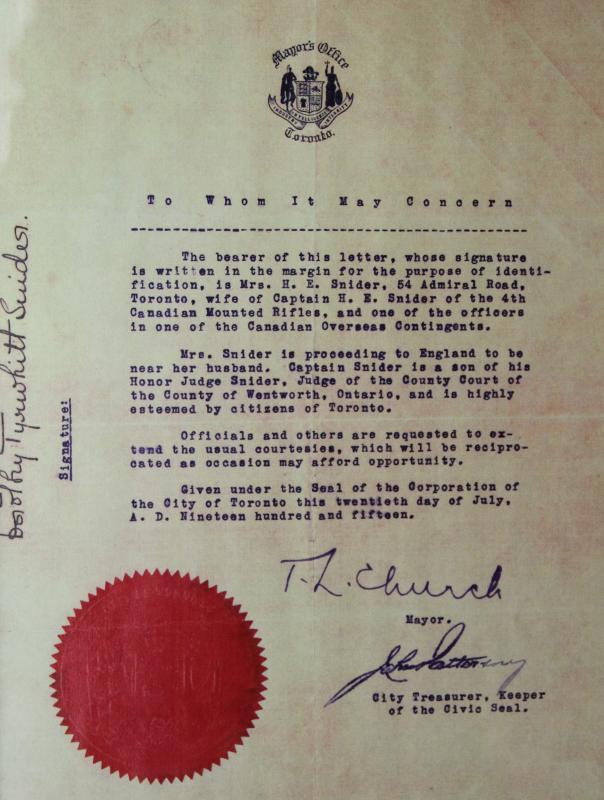 Mayor's Office
INDUSTRY INTELLIGENCE INTEGRITY
Toronto.
To Whom It May Concern
The bearer of this letter, whose signature
is written in the margin for the purpose of identi-
fication, is Mrs. H. E. Snider, 54 Admiral Road,
Toronto, wife of Captain H. E. Snider of the 4th
Canadian Mounted Rifles, and one of the officers
in one of the Canadian Overseas Contingents.
Mrs. Snider is proceeding to England to be
near her husband. Captain Snider is a son of his
Honor Judge Snider, Judge of the County Court of
the County of Wentworth, Ontario, and is highly
esteemed by citizens of Toronto.
Officials and others are requested to ex-
tend the usual courtesies, which will be recipro-
cated as occasion may afford opportunity.
Given under the Seal of the Corporation of
the City of Toronto this twentieth day of July,
A. D. Nineteen hundred and fifteen.
T. L. Church
Mayor.
John Patterson
City Treasurer, Keeper
of the Civic Seal.
Signature:
Dorothy Tyrwhitt Snider.